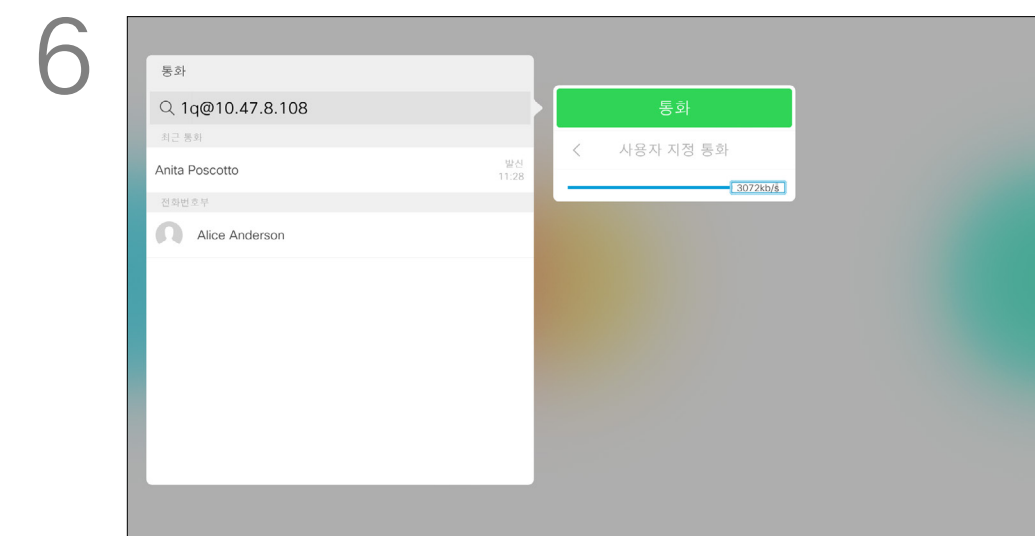 6
통화
1q@10.47.8.108
최근 통화
Anita Poscotto
발신
11:28
전화번호부
Alice Anderson
통화
사용자 지정 통화
3072kb/s